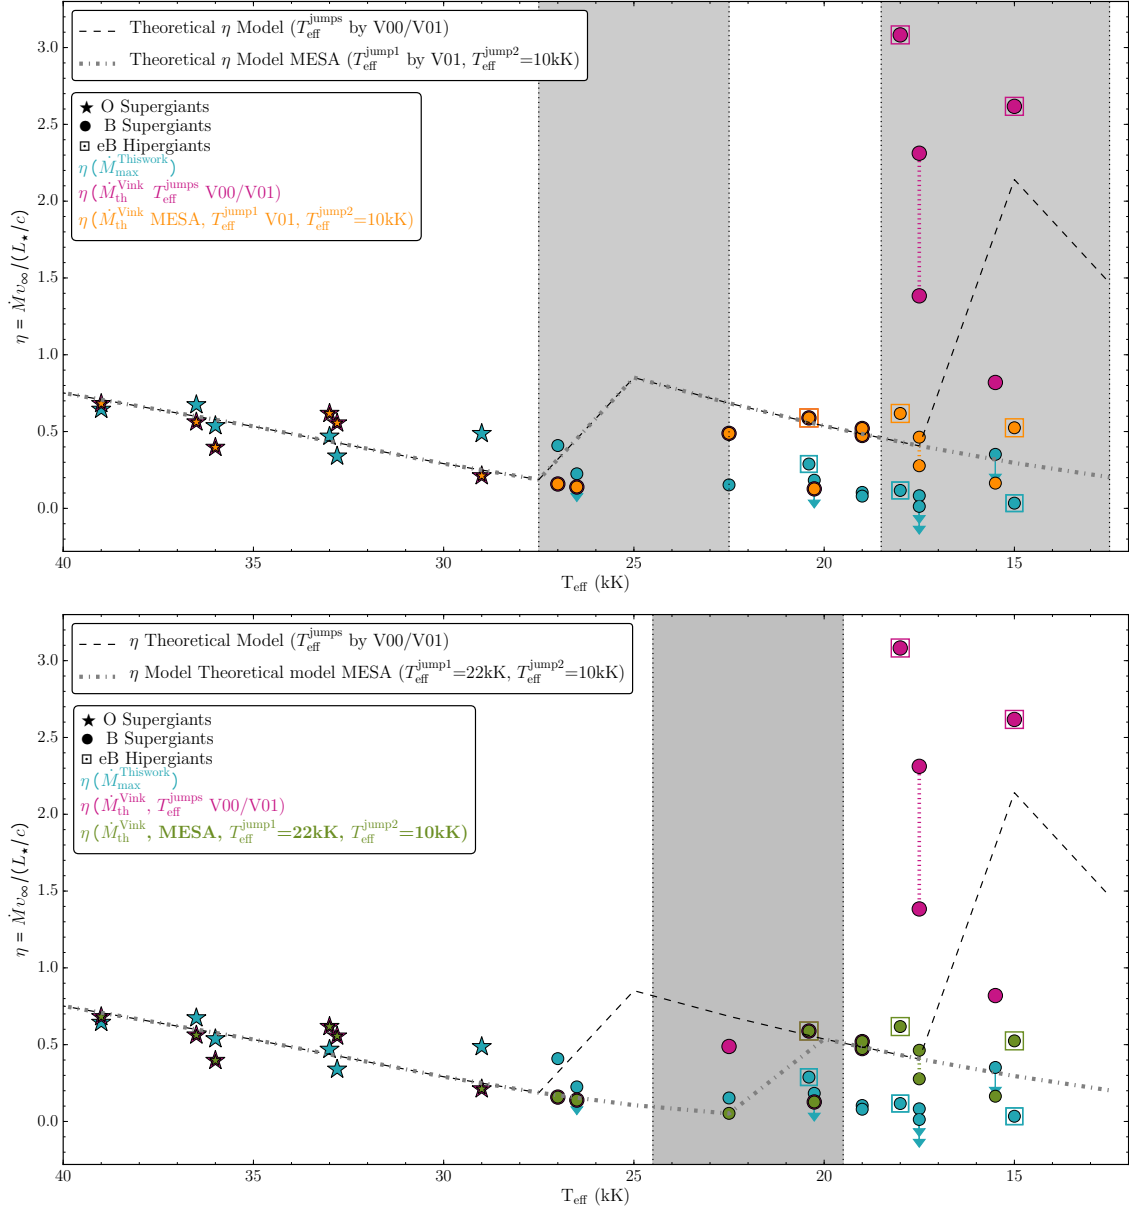 Theoretical η Model (T_eff^jumps by V00/V01)
Theoretical η Model MESA (T_eff^jump1 by V01, T_eff^jump2=10kK)
O Supergiants
B Supergiants
eB Hipergiants
η (Ṁ_max^Thiswork)
η (Ṁ_th^Vink T_eff^jumps V00/V01)
η (Ṁ_th^Vink MESA, T_eff^jump1 V01, T_eff^jump2=10kK)
3.0
2.5
2.0
1.5
1.0
0.5
0.0
η = Ṁv∞/(L⋆/c)
40 35 30 25 20 15
T_eff (kK)
η Theoretical Model (T_eff^jumps by V00/V01)
η Model Theoretical model MESA (T_eff^jump1=22kK, T_eff^jump2=10kK)
O Supergiants
B Supergiants
eB Hipergiants
η (Ṁ_max^Thiswork)
η (Ṁ_th^Vink, T_eff^jumps V00/V01)
η (Ṁ_th^Vink, MESA, T_eff^jump1=22kK, T_eff^jump2=10kK)
3.0
2.5
2.0
1.5
1.0
0.5
0.0
η = Ṁv∞/(L⋆/c)
40 35 30 25 20 15
T_eff (kK)